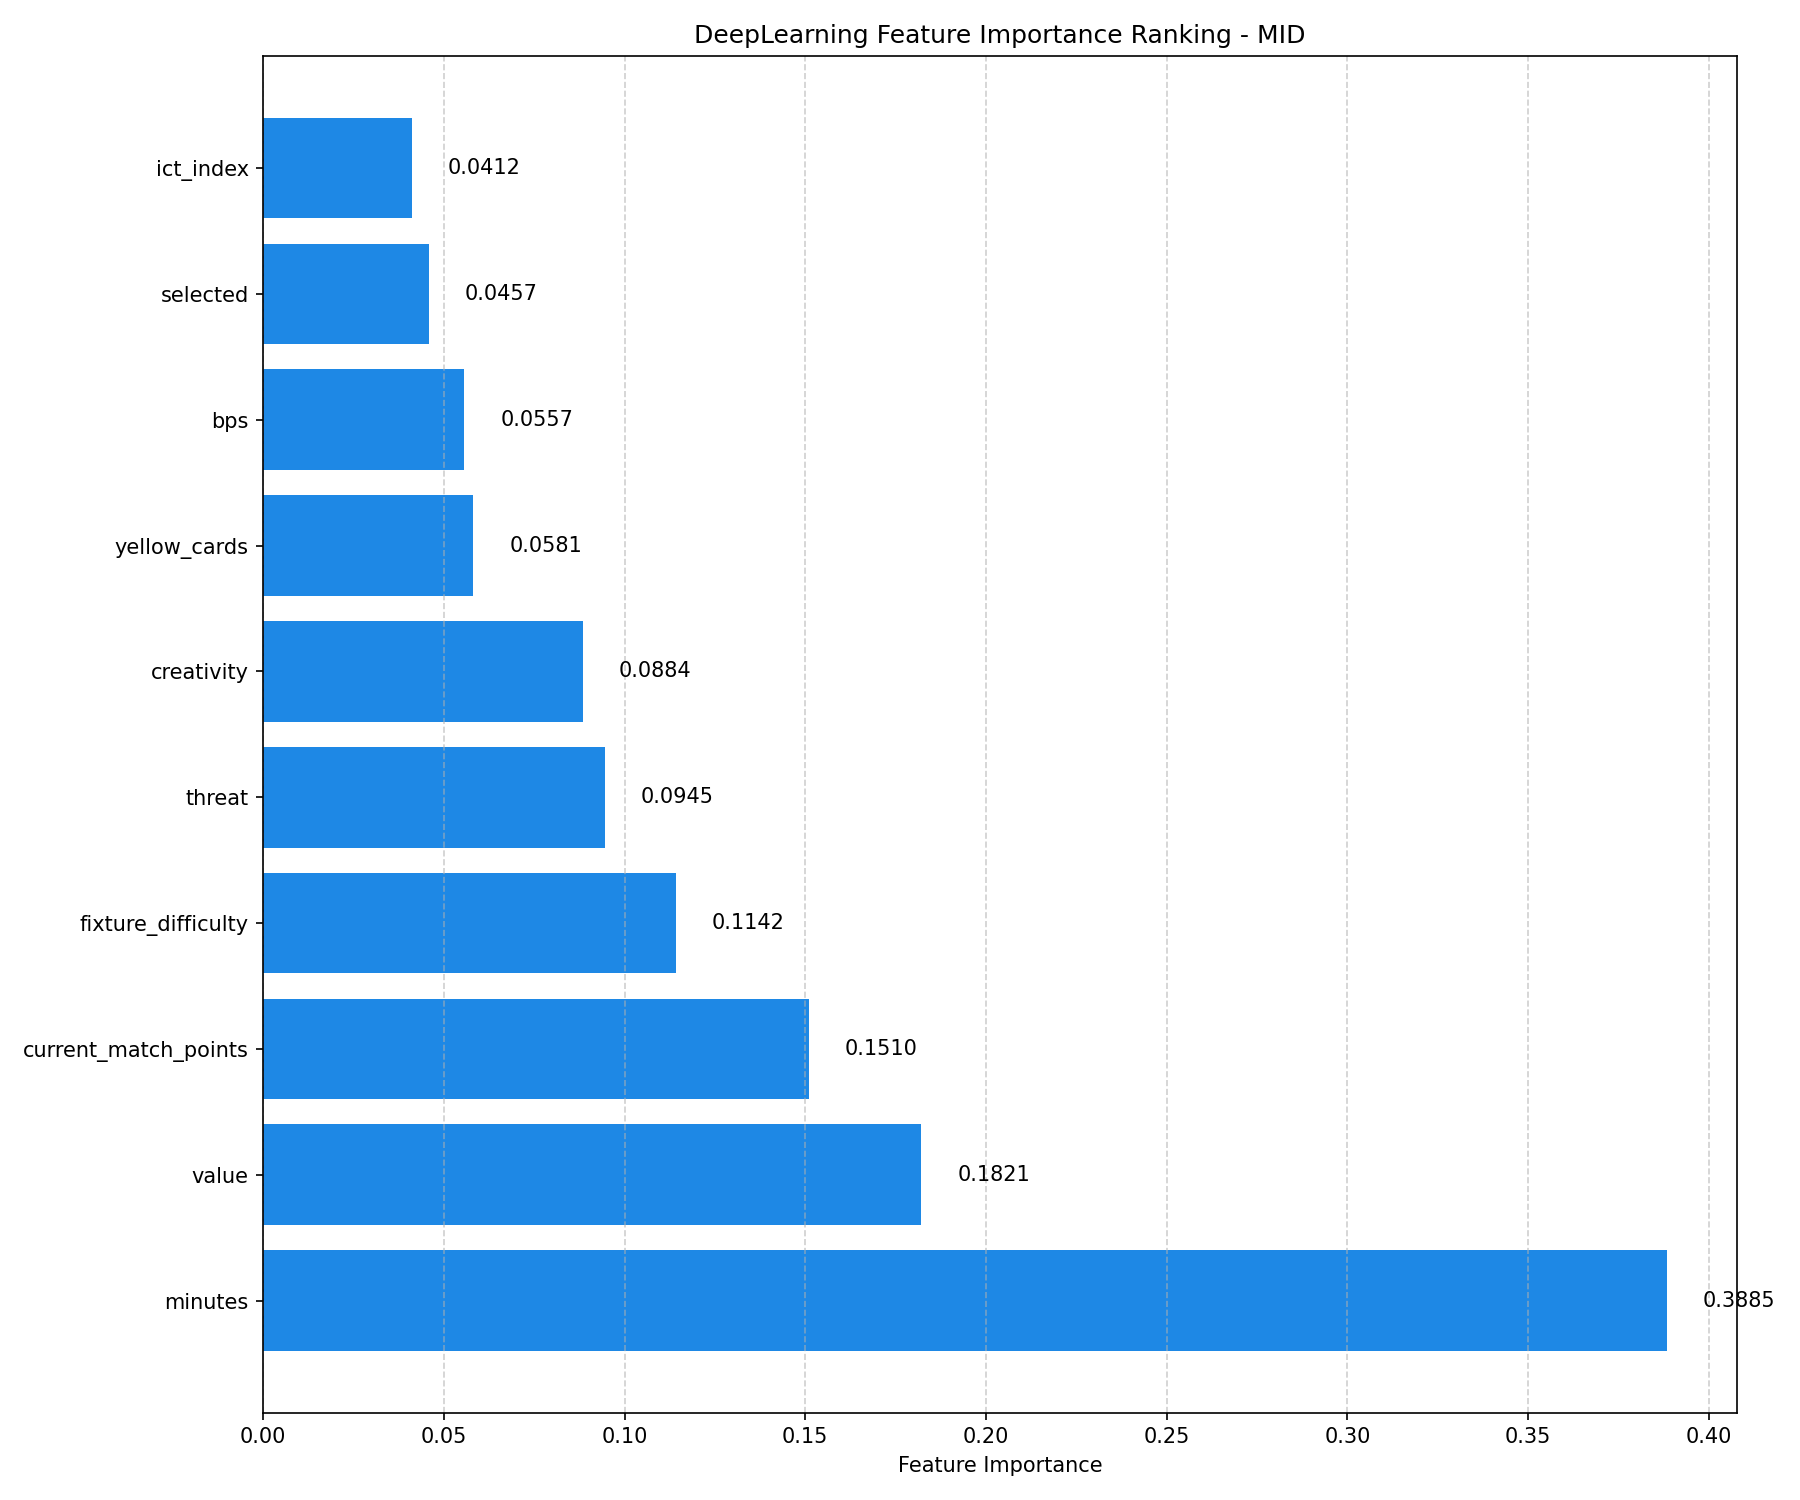 DeepLearning Feature Importance Ranking - MID
ict_index 0.0412
selected 0.0457
bps 0.0557
yellow_cards 0.0581
creativity 0.0884
threat 0.0945
fixture_difficulty 0.1142
current_match_points 0.1510
value 0.1821
minutes 0.3885
0.00 0.05 0.10 0.15 0.20 0.25 0.30 0.35 0.40
Feature Importance